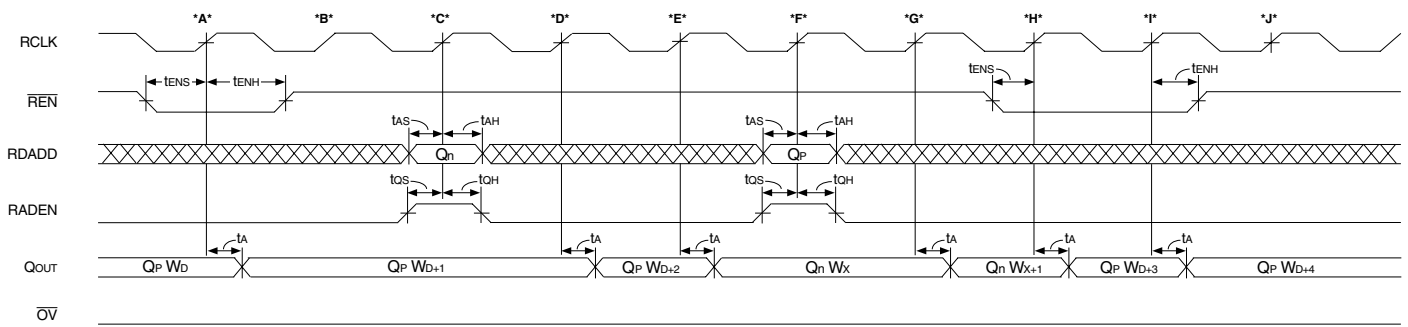 *A* *B* *C* *D* *E* *F* *G* *H* *I* *J*
RCLK
tENS tENH tENS tENH
REN
tAS tAH tAS tAH
RDADD Qn QP
tQS tQH tQS tQH
RADEN
tA tA tA tA tA tA
QOUT QP WD QP WD+1 QP WD+2 Qn WX Qn WX+1 QP WD+3 QP WD+4
OV